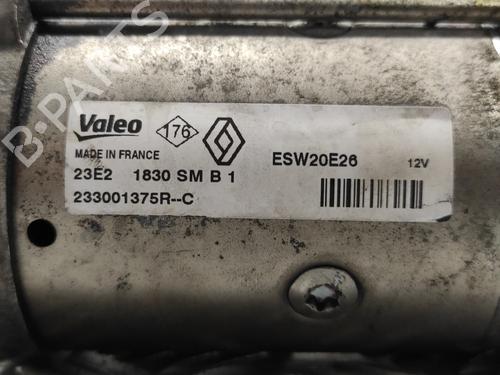 Valeo 176
MADE IN FRANCE ESW20E26 12V
23E2 1830 SM B 1
233001375R--C
B-PARTS